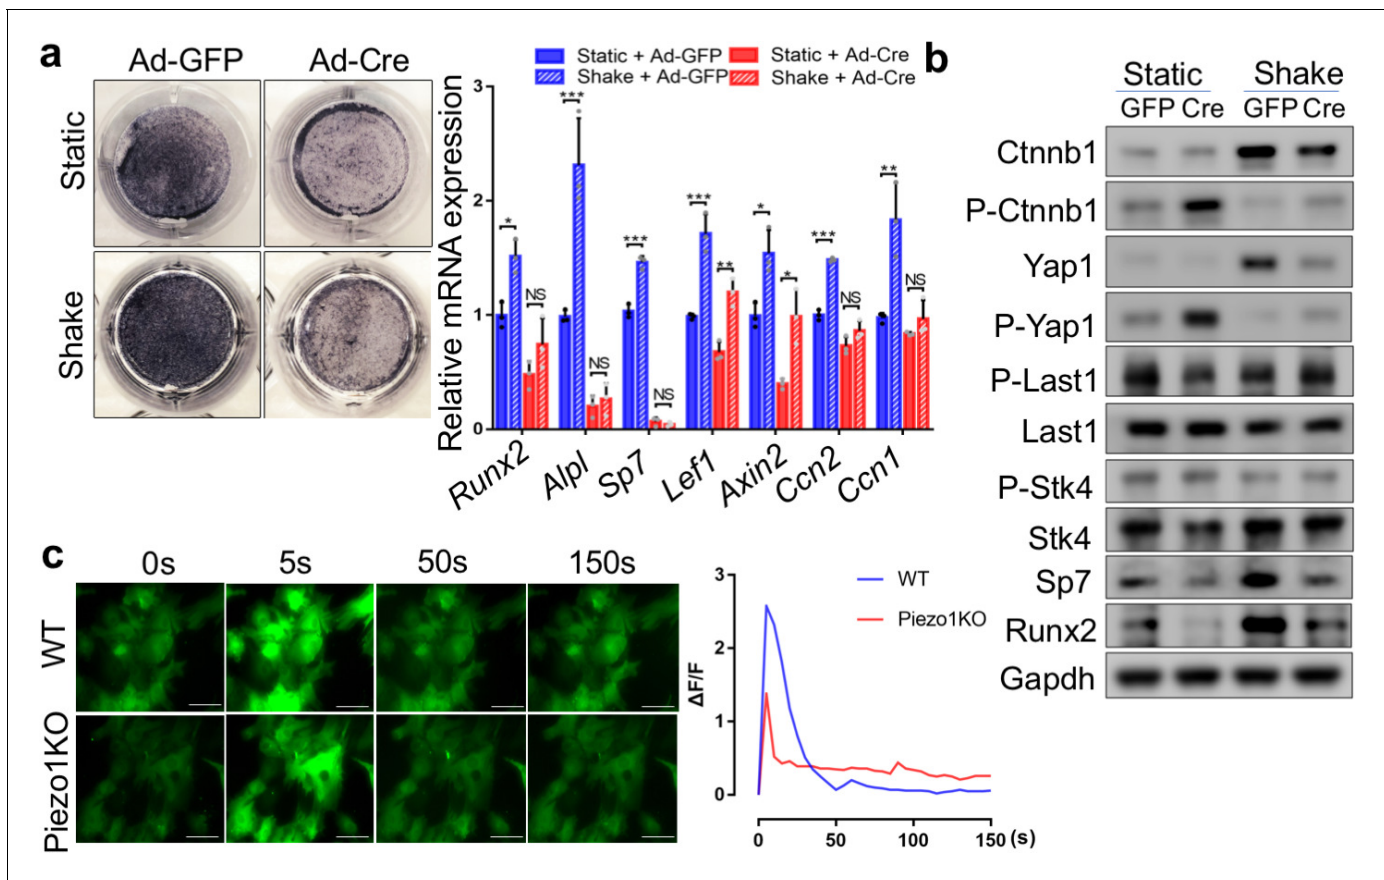 a
Ad-GFP
Ad-Cre
Static
Shake
Static + Ad-GFP
Static + Ad-Cre
Shake + Ad-GFP
Shake + Ad-Cre
Relative mRNA expression
3
2
1
0
*
***
***
***
*
***
**
NS
NS
NS
**
*
NS
NS
Runx2
Alpl
Sp7
Lef1
Axin2
Ccn2
Ccn1
b
Static
Shake
GFP Cre
GFP Cre
Ctnnb1
P-Ctnnb1
Yap1
P-Yap1
P-Last1
Last1
P-Stk4
Stk4
Sp7
Runx2
Gapdh
c
0s
5s
50s
150s
WT
Piezo1KO
ΔF/F
3
2
1
0
WT
Piezo1KO
0
50
100
150 (s)